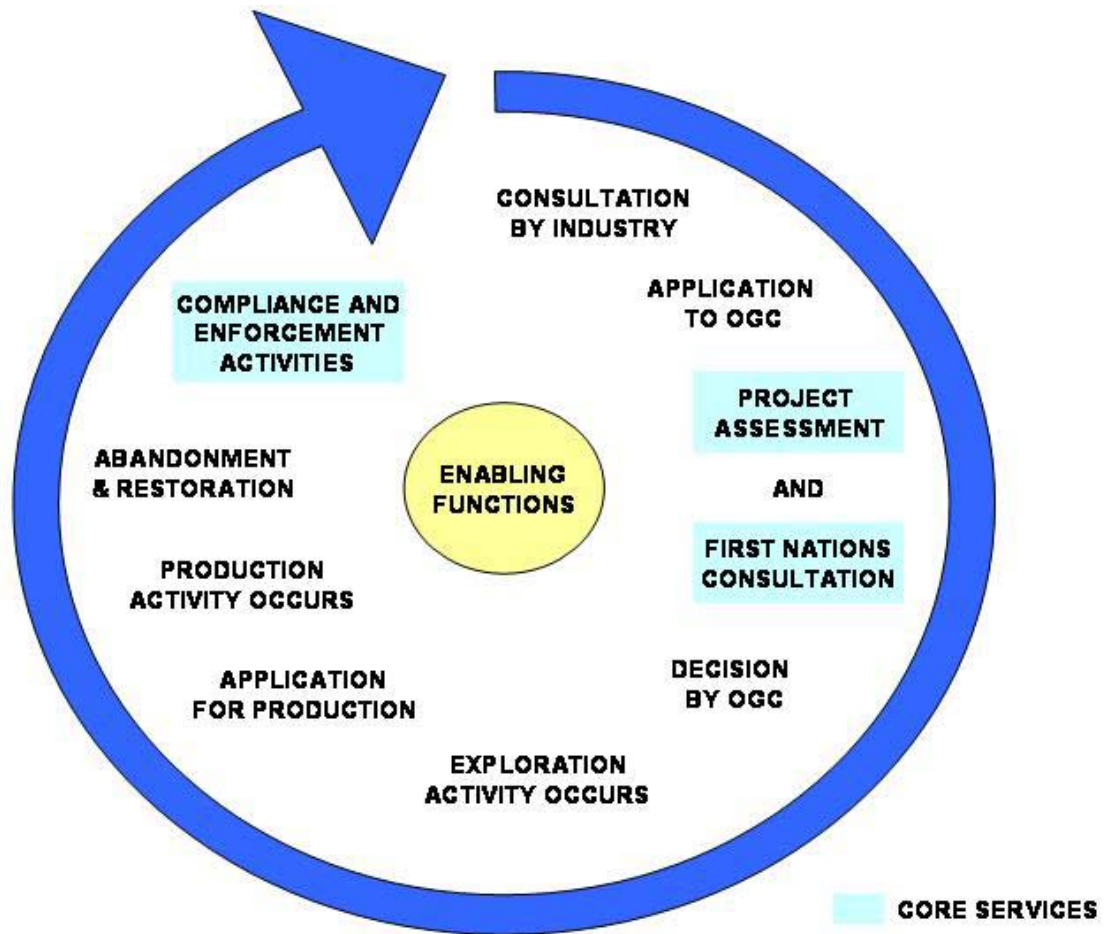 CONSULTATION
BY INDUSTRY
APPLICATION
TO OGC
PROJECT
ASSESSMENT
AND
FIRST NATIONS
CONSULTATION
DECISION
BY OGC
EXPLORATION
ACTIVITY OCCURS
APPLICATION
FOR PRODUCTION
PRODUCTION
ACTIVITY OCCURS
ABANDONMENT
& RESTORATION
COMPLIANCE AND
ENFORCEMENT
ACTIVITIES
ENABLING
FUNCTIONS
CORE SERVICES